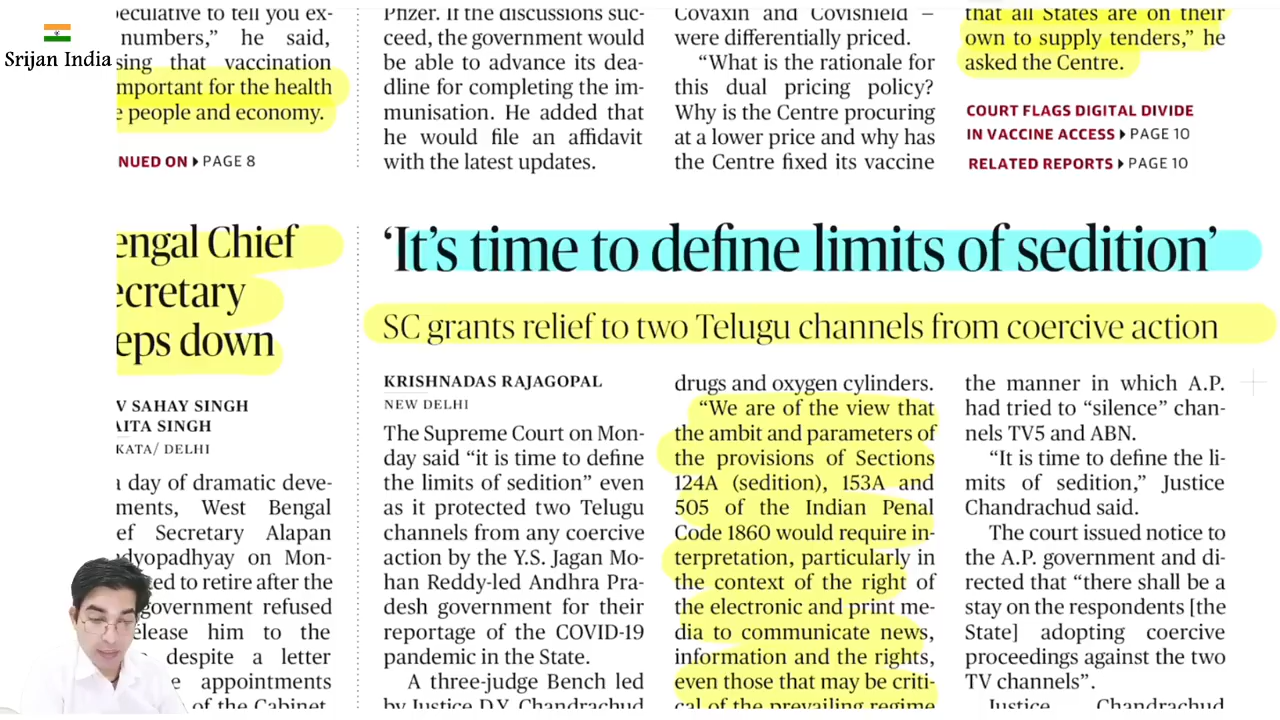 Srijan India
peculative to tell you ex-
numbers,” he said,
sing that vaccination
mportant for the health
e people and economy.
NUED ON PAGE 8
Pfizer. If the discussions suc-
ceed, the government would
be able to advance its dea-
dline for completing the im-
munisation. He added that
he would file an affidavit
with the latest updates.
Covaxin and Covishield –
were differentially priced.
“What is the rationale for
this dual pricing policy?
Why is the Centre procuring
at a lower price and why has
the Centre fixed its vaccine
that all States are on their
own to supply tenders,” he
asked the Centre.
COURT FLAGS DIGITAL DIVIDE
IN VACCINE ACCESS PAGE 10
RELATED REPORTS PAGE 10
engal Chief
ecretary
eps down
V SAHAY SINGH
AITA SINGH
KATA/ DELHI
a day of dramatic deve-
ments, West Bengal
ef Secretary Alapan
dyopadhyay on Mon-
ed to retire after the
government refused
elease him to the
despite a letter
e appointments
of the Cabinet
‘It’s time to define limits of sedition’
SC grants relief to two Telugu channels from coercive action
KRISHNADAS RAJAGOPAL
NEW DELHI
The Supreme Court on Mon-
day said “it is time to define
the limits of sedition” even
as it protected two Telugu
channels from any coercive
action by the Y.S. Jagan Mo-
han Reddy-led Andhra Pra-
desh government for their
reportage of the COVID-19
pandemic in the State.
A three-judge Bench led
by Justice D.Y. Chandrachud
drugs and oxygen cylinders.
“We are of the view that
the ambit and parameters of
the provisions of Sections
124A (sedition), 153A and
505 of the Indian Penal
Code 1860 would require in-
terpretation, particularly in
the context of the right of
the electronic and print me-
dia to communicate news,
information and the rights,
even those that may be criti-
cal of the prevailing regime
the manner in which A.P.
had tried to “silence” chan-
nels TV5 and ABN.
“It is time to define the li-
mits of sedition,” Justice
Chandrachud said.
The court issued notice to
the A.P. government and di-
rected that “there shall be a
stay on the respondents [the
State] adopting coercive
proceedings against the two
TV channels”.
Justice Chandrachud